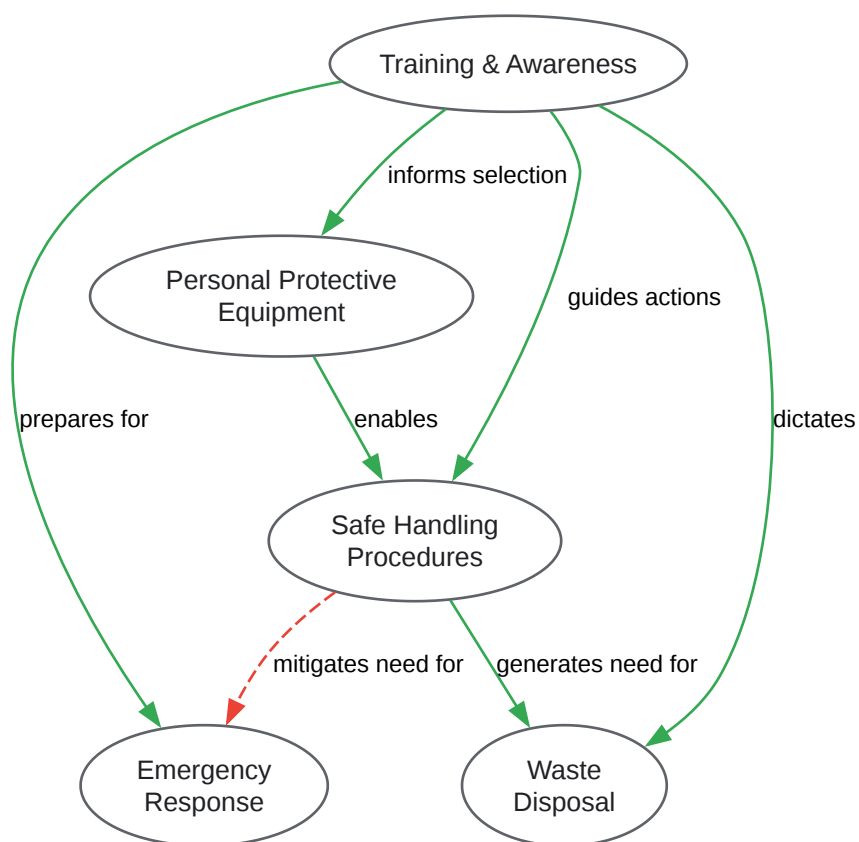 Training & Awareness
informs selection
Personal Protective
Equipment
guides actions
prepares for
enables
dictates
Safe Handling
Procedures
mitigates need for
generates need for
Emergency
Response
Waste
Disposal